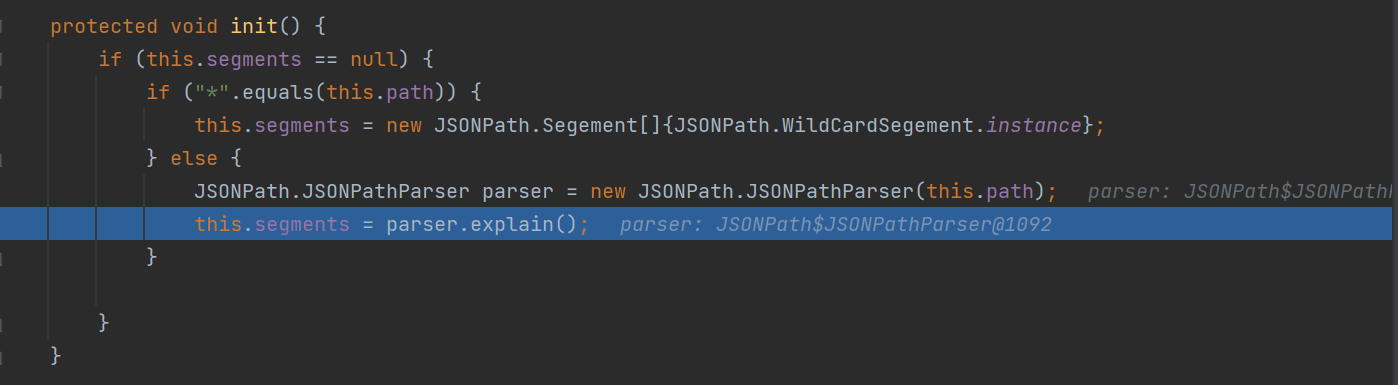 protected void init() {
if (this.segments == null) {
if ("*".equals(this.path)) {
this.segments = new JSONPath.Segement[]{JSONPath.WildCardSegement.instance};
} else {
JSONPath.JSONPathParser parser = new JSONPath.JSONPathParser(this.path); parser: JSONPath$JSONPath
this.segments = parser.explain(); parser: JSONPath$JSONPathParser@1092
}
}
}